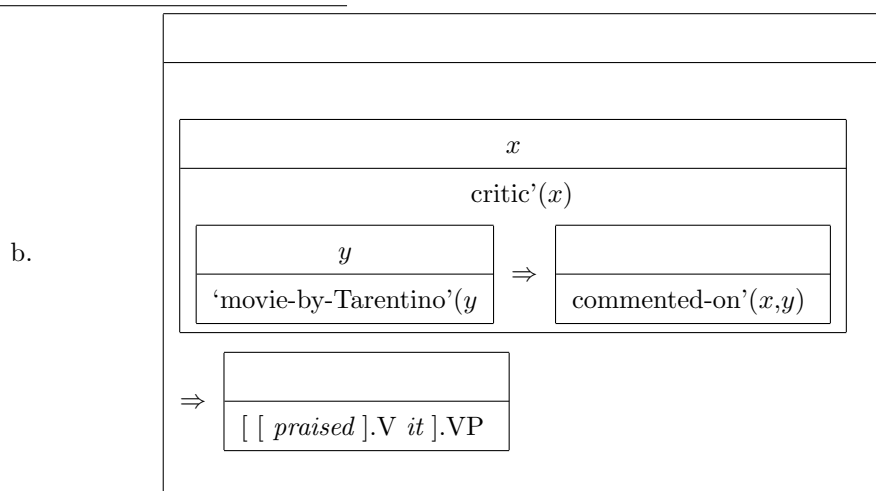 x
critic’(x)
b.
y
⇒
‘movie-by-Tarentino’(y
commented-on’(x,y)
⇒
[ [ praised ].V it ].VP